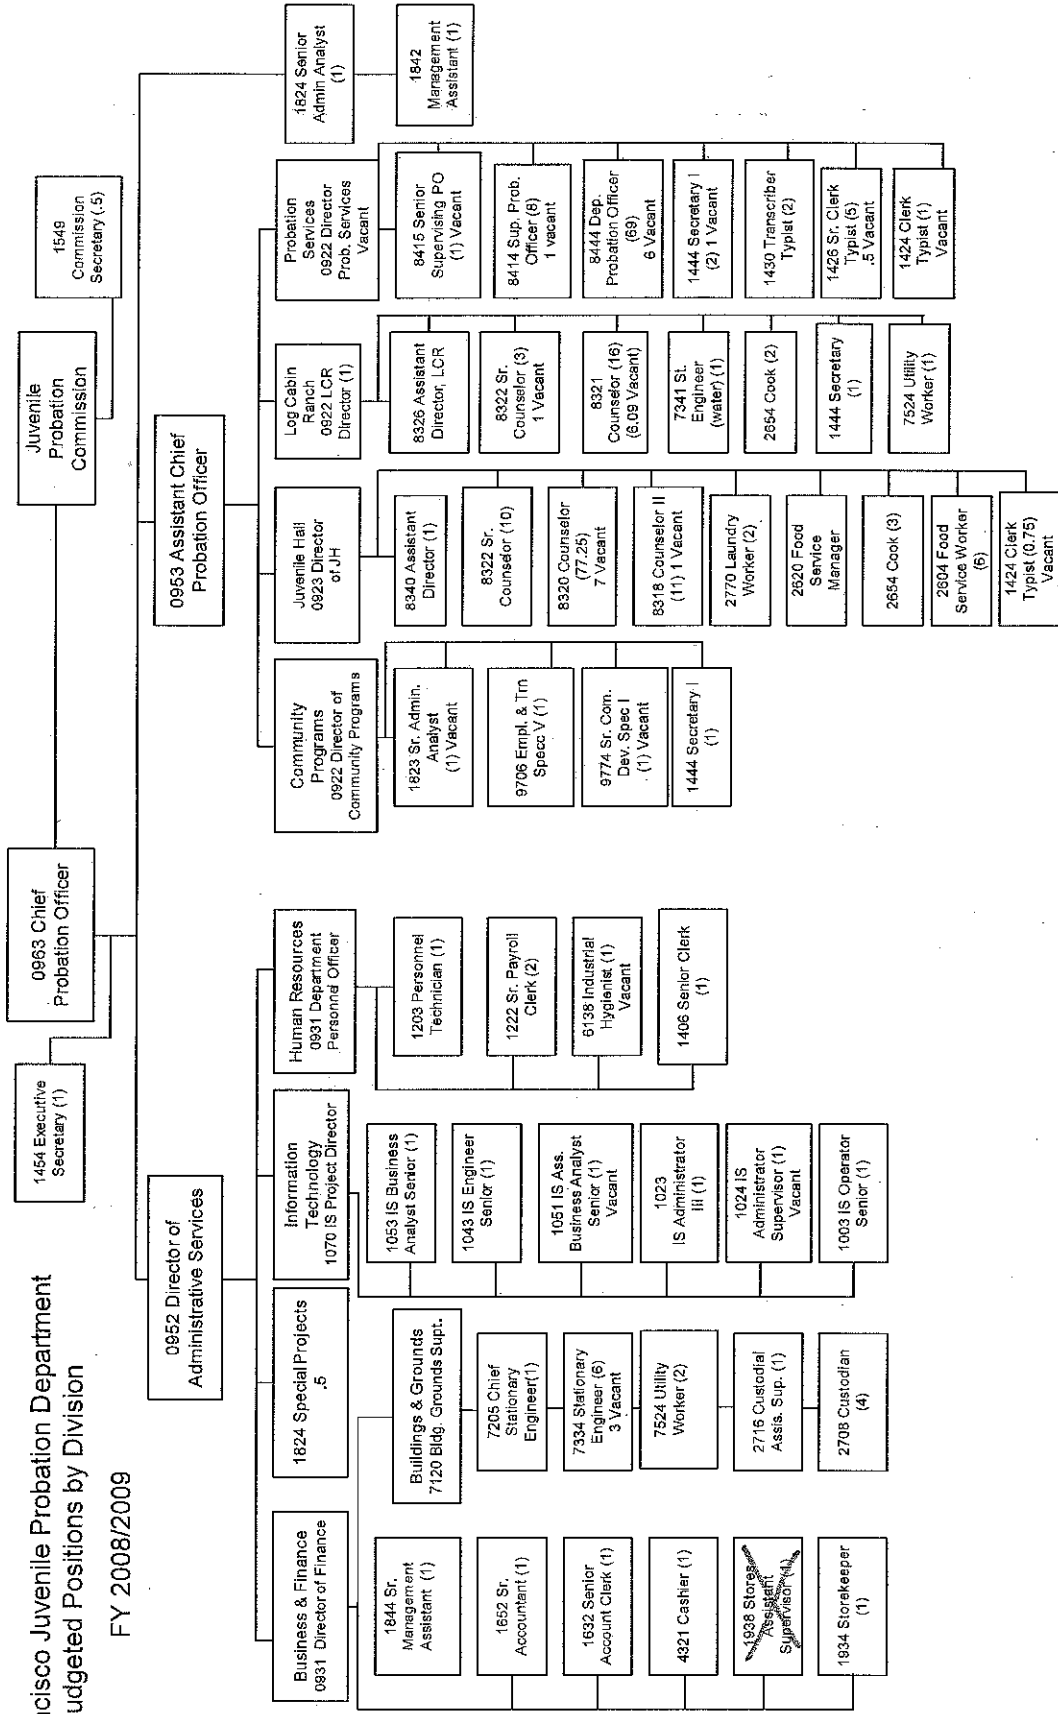 ncisco Juvenile Probation Department
udgeted Positions by Division
FY 2008/2009
1454 Executive
Secretary (1)
0963 Chief
Probation Officer
Juvenile
Probation
Commission
1549
Commission
Secretary (.5)
0952 Director of
Administrative Services
0953 Assistant Chief
Probation Officer
Business & Finance
0931 Director of Finance
1844 Sr.
Management
Assistant (1)
1652 Sr.
Accountant (1)
1632 Senior
Account Clerk (1)
4321 Cashier (1)
1938 Stores
Assistant
Supervisor (1)
1934 Storekeeper
(1)
1824 Special Projects
.5
Buildings & Grounds
7120 Bldg. Grounds Supt.
7205 Chief
Stationary
Engineer(1)
7334 Stationary
Engineer (6)
3 Vacant
7524 Utility
Worker (2)
2716 Custodial
Assis. Sup. (1)
2708 Custodian
(4)
Information
Technology
1070 IS Project Director
1053 IS Business
Analyst Senior (1)
1043 IS Engineer
Senior (1)
1051 IS Ass.
Business Analyst
Senior (1)
Vacant
1023
IS Administrator
III (1)
1024 IS
Administrator
Supervisor (1)
Vacant
1003 IS Operator
Senior (1)
Human Resources
0931 Department
Personnel Officer
1203 Personnel
Technician (1)
1222 Sr. Payroll
Clerk (2)
6138 Industrial
Hygienist (1)
Vacant
1406 Senior Clerk
(1)
Community
Programs
0922 Director of
Community Programs
1823 Sr. Admin.
Analyst
(1) Vacant
9706 Empl. & Trn
Specc V (1)
9774 Sr. Com.
Dev. Spec I
(1) Vacant
1444 Secretary I
(1)
Juvenile Hall
0923 Director
of JH
8340 Assistant
Director (1)
8322 Sr.
Counselor (10)
8320 Counselor
(77.25)
7 Vacant
8318 Counselor II
(11) 1 Vacant
2770 Laundry
Worker (2)
2620 Food
Service
Manager
2654 Cook (3)
2604 Food
Service Worker
(6)
1424 Clerk
Typist (0.75)
Vacant
Log Cabin
Ranch
0922 LCR
Director (1)
8326 Assistant
Director, LCR
8322 Sr.
Counselor (3)
1 Vacant
8321
Counselor (16)
(6.09 Vacant)
7341 St.
Engineer
(water) (1)
2654 Cook (2)
1444 Secretary
(1)
7524 Utility
Worker (1)
Probation
Services
0922 Director
Prob. Services
Vacant
8415 Senior
Supervising PO
(1) Vacant
8414 Sup. Prob.
Officer (8)
1 vacant
8444 Dep.
Probation Officer
(69)
6 Vacant
1444 Secretary I
(2) 1 Vacant
1430 Transcriber
Typist (2)
1426 Sr. Clerk
Typist (5)
.5 Vacant
1424 Clerk
Typist (1)
Vacant
1824 Senior
Admin Analyst
(1)
1842
Management
Assistant (1)